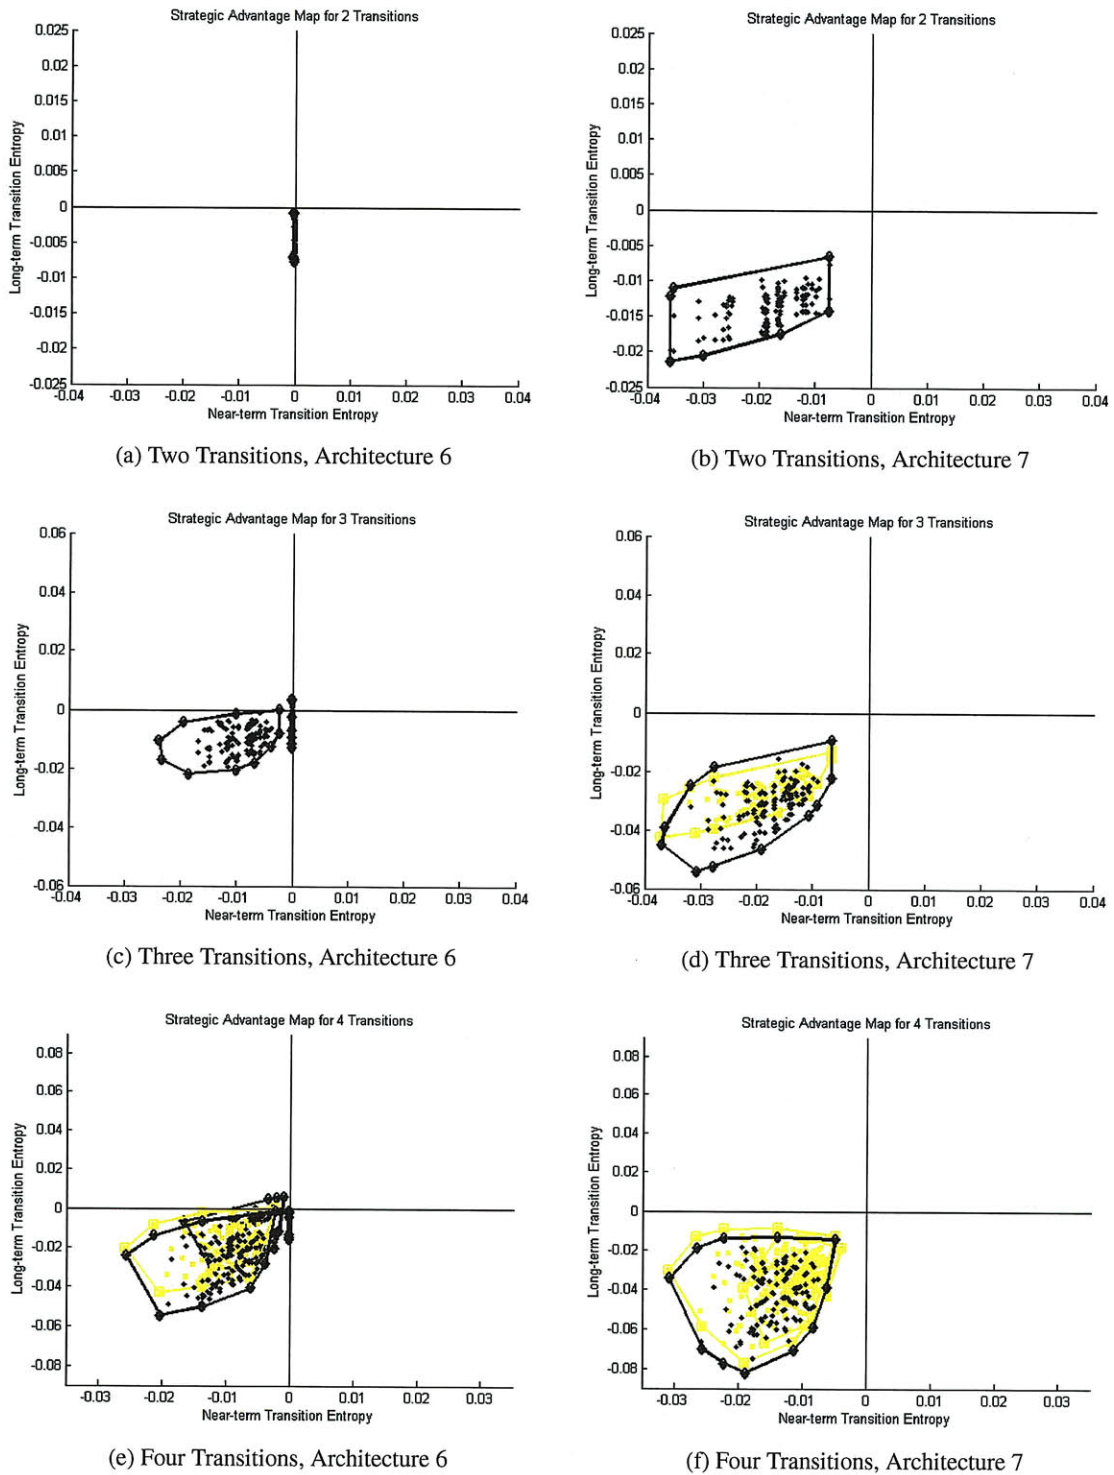 Strategic Advantage Map for 2 Transitions
0.025
0.02
0.015
0.01
0.005
0
-0.005
-0.01
-0.015
-0.02
-0.025
-0.04 -0.03 -0.02 -0.01 0 0.01 0.02 0.03 0.04
Long-term Transition Entropy
Near-term Transition Entropy
(a) Two Transitions, Architecture 6
Strategic Advantage Map for 2 Transitions
0.025
0.02
0.015
0.01
0.005
0
-0.005
-0.010
-0.015
-0.02
-0.025
-0.04 -0.03 -0.02 -0.01 0 0.01 0.02 0.03 0.04
Long-term Transition Entropy
Near-term Transition Entropy
(b) Two Transitions, Architecture 7
Strategic Advantage Map for 3 Transitions
0.06
0.04
0.02
0
-0.02
-0.04
-0.06
-0.04 -0.03 -0.02 -0.01 0 0.01 0.02 0.03 0.04
Long-term Transition Entropy
Near-term Transition Entropy
(c) Three Transitions, Architecture 6
Strategic Advantage Map for 3 Transitions
0.06
0.04
0.02
0
-0.02
-0.04
-0.06
-0.04 -0.03 -0.02 -0.01 0 0.01 0.02 0.03 0.04
Long-term Transition Entropy
Near-term Transition Entropy
(d) Three Transitions, Architecture 7
Strategic Advantage Map for 4 Transitions
0.08
0.06
0.04
0.02
0
-0.02
-0.04
-0.06
-0.08
-0.03 -0.02 -0.01 0 0.01 0.02 0.03
Long-term Transition Entropy
Near-term Transition Entropy
(e) Four Transitions, Architecture 6
Strategic Advantage Map for 4 Transitions
0.08
0.06
0.04
0.02
0
-0.02
-0.04
-0.06
-0.08
-0.03 -0.02 -0.01 0 0.01 0.02 0.03
Long-term Transition Entropy
Near-term Transition Entropy
(f) Four Transitions, Architecture 7